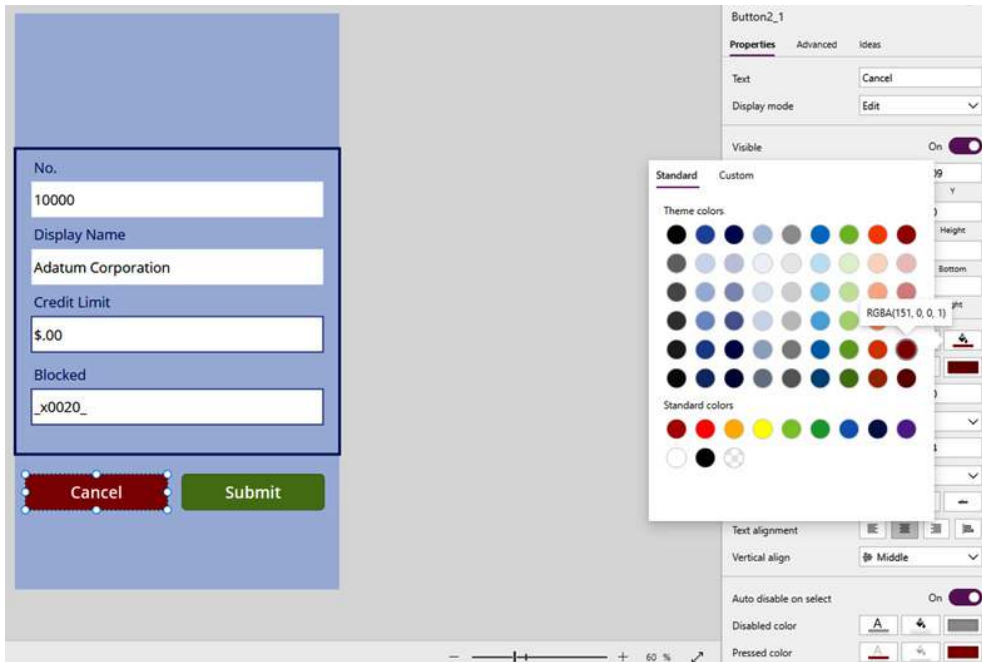 Button2_1
Properties Advanced Ideas
Text Cancel
Display mode Edit
Visible On
Y
Height
Bottom
Standard Custom
Theme colors
RGBA(151, 0, 0, 1)
Standard colors
No.
10000
Display Name
Adatum Corporation
Credit Limit
$.00
Blocked
_x0020_
Cancel Submit
Text alignment
Vertical align Middle
Auto disable on select On
Disabled color A
Pressed color A
60 %